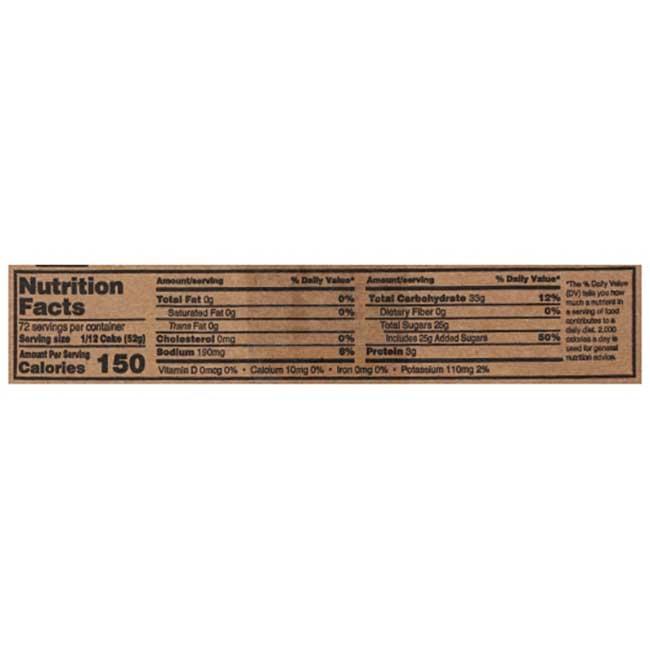 Nutrition
Facts
72 servings per container
Serving size 1/12 Cake (52g)
Amount Per Serving
Calories 150
Amount/serving % Daily Value*
Total Fat 0g 0%
Saturated Fat 0g 0%
Trans Fat 0g
Cholesterol 0mg 0%
Sodium 190mg 8%
Amount/serving % Daily Value*
Total Carbohydrate 33g 12%
Dietary Fiber 0g 0%
Total Sugars 25g
Includes 25g Added Sugars 50%
Protein 3g
Vitamin D 0mcg 0% • Calcium 10mg 0% • Iron 0mg 0% • Potassium 110mg 2%
*The % Daily Value
(DV) tells you how
much a nutrient in
a serving of food
contributes to a
daily diet. 2,000
calories a day is
used for general
nutrition advice.